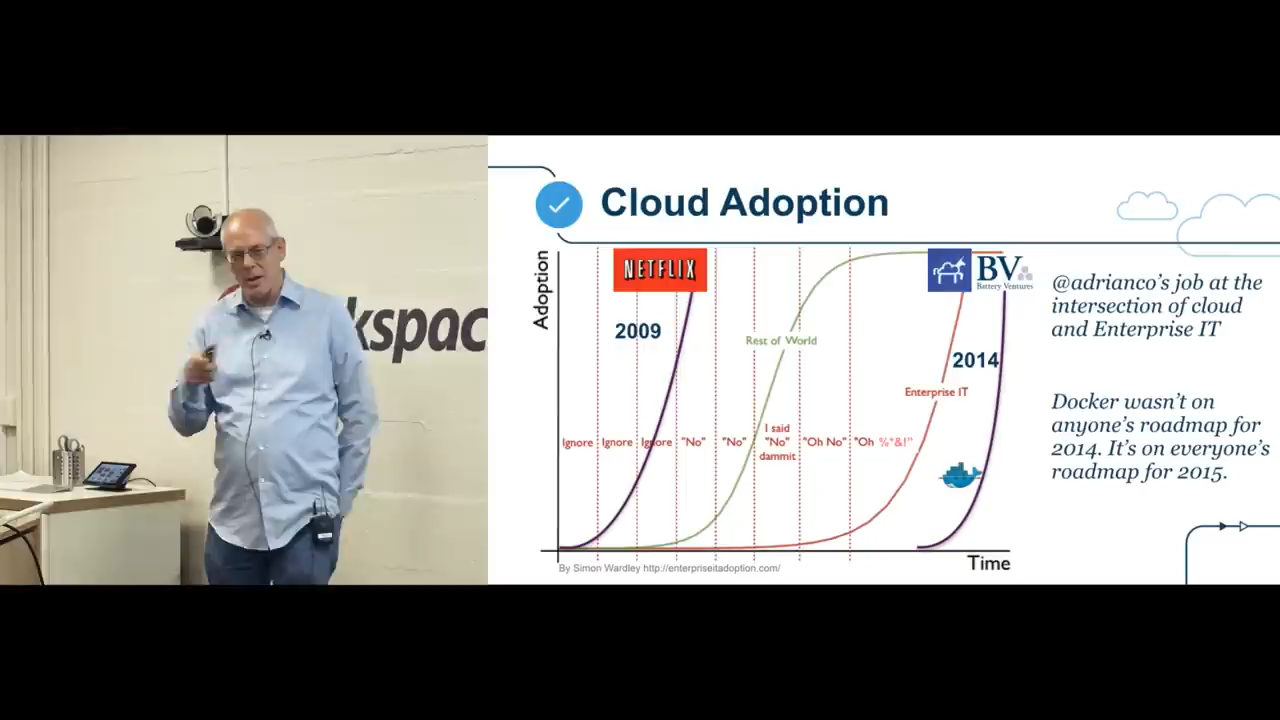 kspac
Cloud Adoption
Adoption
NETFLIX
2009
Rest of World
BV
Battery Ventures
2014
Enterprise IT
Ignore
Ignore
Ignore
"No"
"No"
I said
"No"
dammit
"Oh No"
"Oh %*&!"
Time
By Simon Wardley http://enterpriseitadoption.com/
@adrianco's job at the
intersection of cloud
and Enterprise IT
Docker wasn't on
anyone's roadmap for
2014. It's on everyone's
roadmap for 2015.